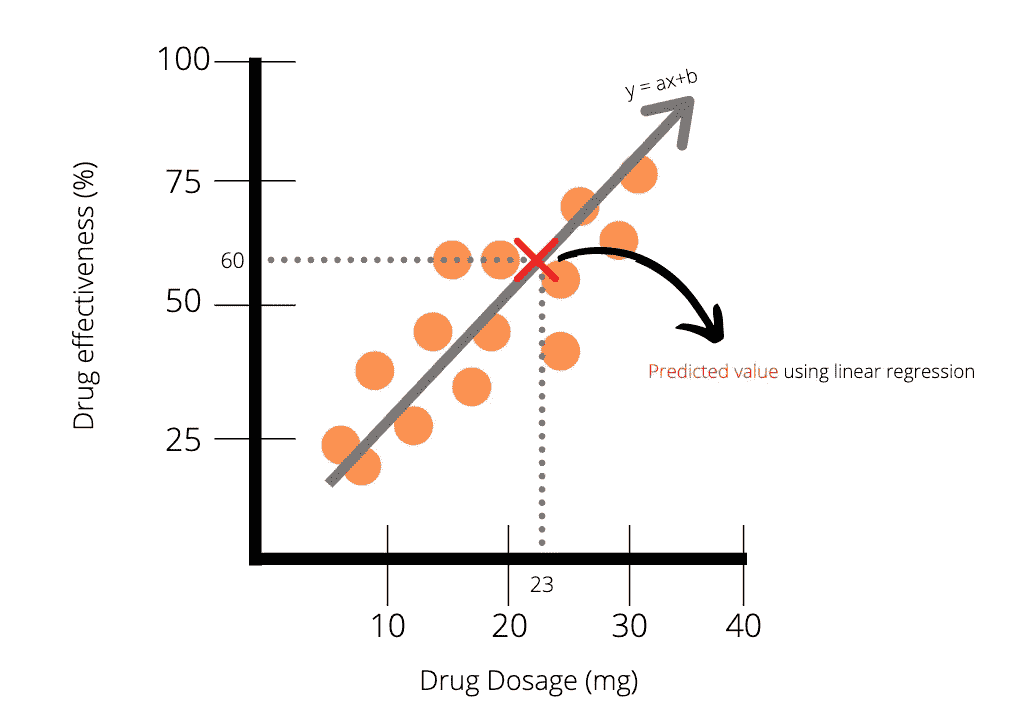 100
y = ax+b
75
60
50
25
Drug effectiveness (%)
Predicted value using linear regression
23
10 20 30 40
Drug Dosage (mg)